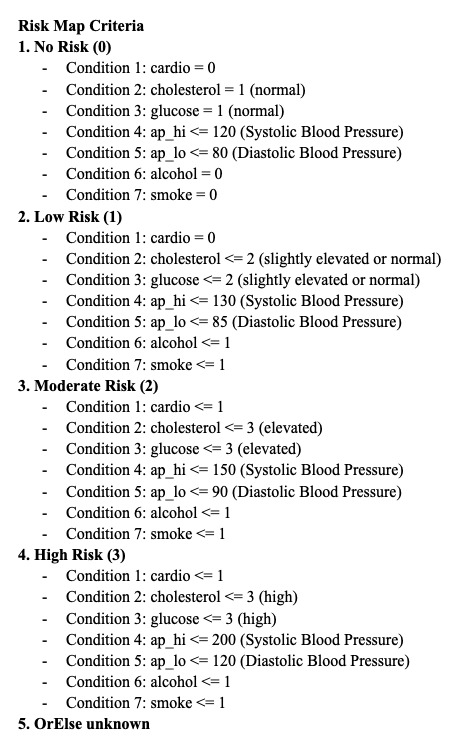 Risk Map Criteria
1. No Risk (0)
- Condition 1: cardio = 0
- Condition 2: cholesterol = 1 (normal)
- Condition 3: glucose = 1 (normal)
- Condition 4: ap_hi <= 120 (Systolic Blood Pressure)
- Condition 5: ap_lo <= 80 (Diastolic Blood Pressure)
- Condition 6: alcohol = 0
- Condition 7: smoke = 0
2. Low Risk (1)
- Condition 1: cardio = 0
- Condition 2: cholesterol <= 2 (slightly elevated or normal)
- Condition 3: glucose <= 2 (slightly elevated or normal)
- Condition 4: ap_hi <= 130 (Systolic Blood Pressure)
- Condition 5: ap_lo <= 85 (Diastolic Blood Pressure)
- Condition 6: alcohol <= 1
- Condition 7: smoke <= 1
3. Moderate Risk (2)
- Condition 1: cardio <= 1
- Condition 2: cholesterol <= 3 (elevated)
- Condition 3: glucose <= 3 (elevated)
- Condition 4: ap_hi <= 150 (Systolic Blood Pressure)
- Condition 5: ap_lo <= 90 (Diastolic Blood Pressure)
- Condition 6: alcohol <= 1
- Condition 7: smoke <= 1
4. High Risk (3)
- Condition 1: cardio <= 1
- Condition 2: cholesterol <= 3 (high)
- Condition 3: glucose <= 3 (high)
- Condition 4: ap_hi <= 200 (Systolic Blood Pressure)
- Condition 5: ap_lo <= 120 (Diastolic Blood Pressure)
- Condition 6: alcohol <= 1
- Condition 7: smoke <= 1
5. OrElse unknown